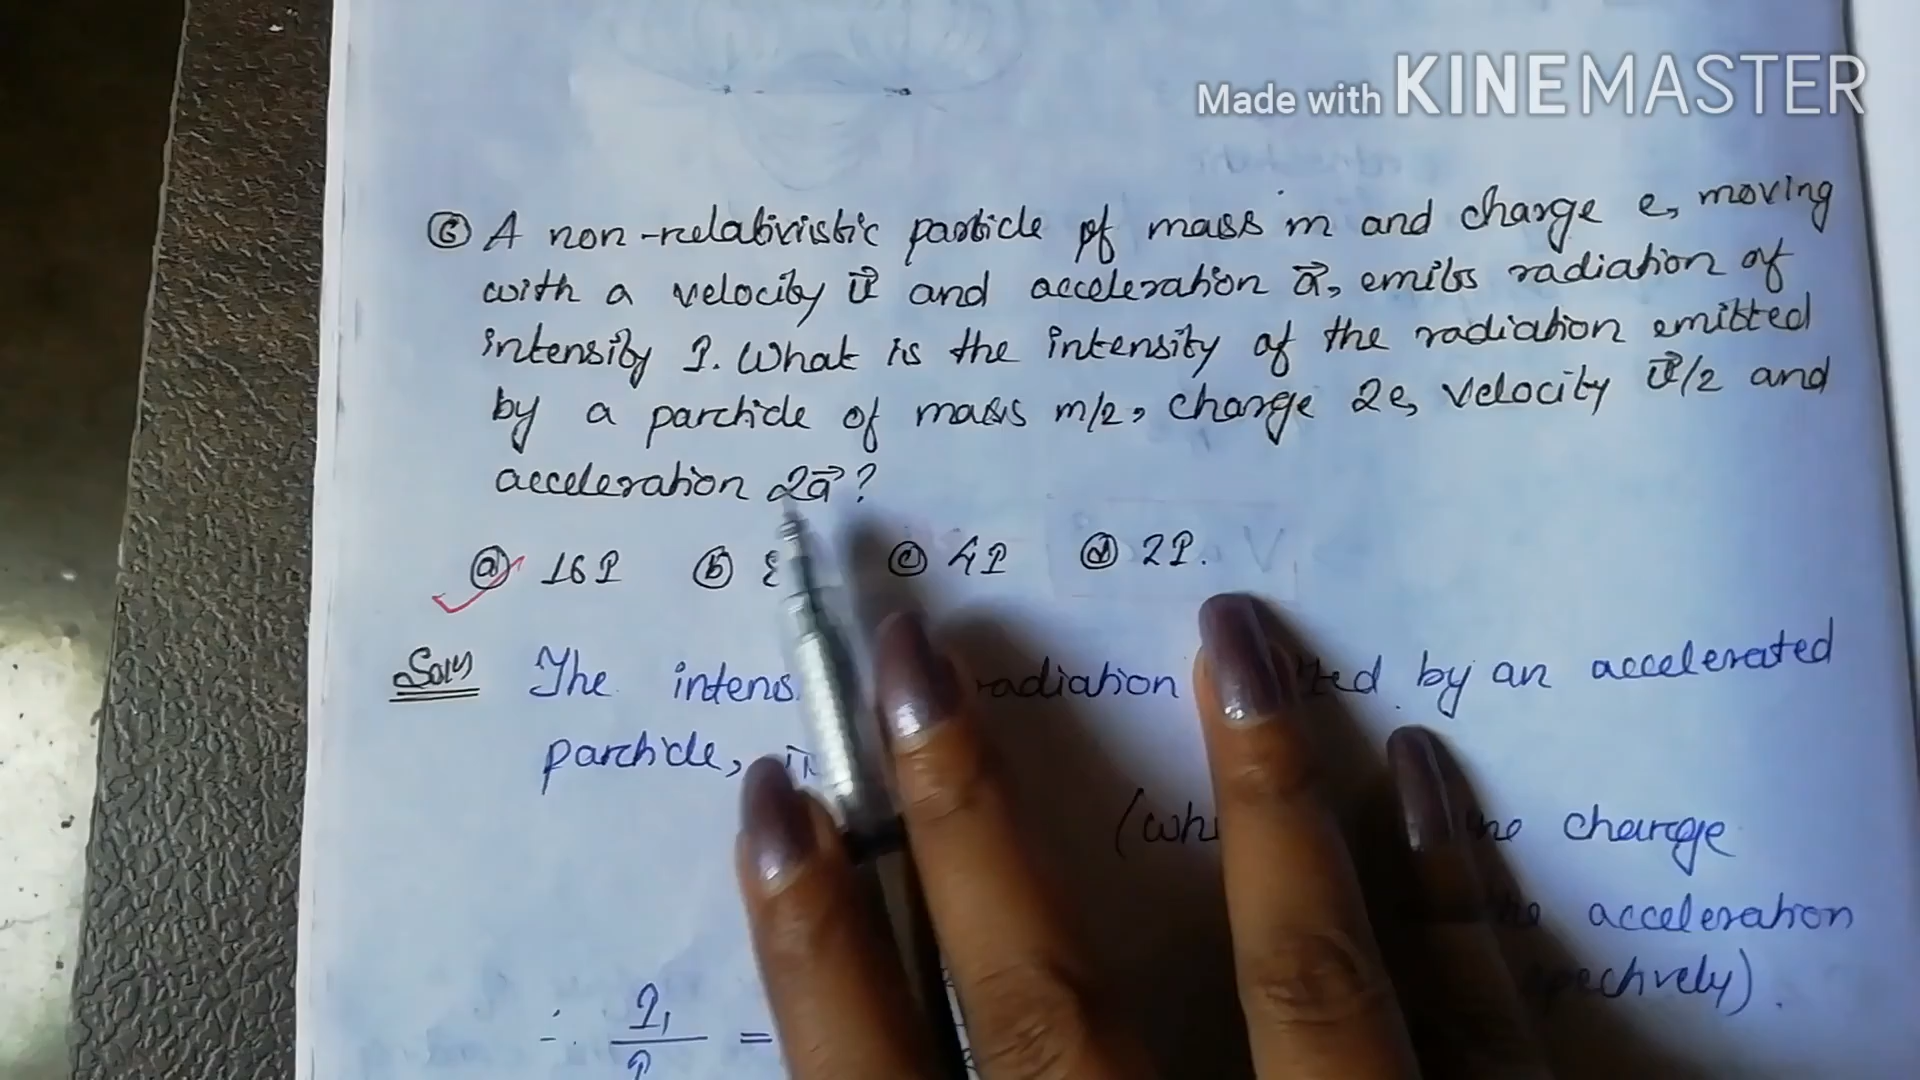 Made with KINEMASTER
6 A non-relativistic particle of mass m and charge e, moving
with a velocity v⃗ and acceleration a⃗, emits radiation of
intensity I. What is the intensity of the radiation emitted
by a particle of mass m/2, charge 2e, velocity v⃗/2 and
acceleration 2a⃗?
a 16I b c 4I d 2I.
Soln The radiation by an accelerated
particle,
charge
acceleration
∴ I₁/I =